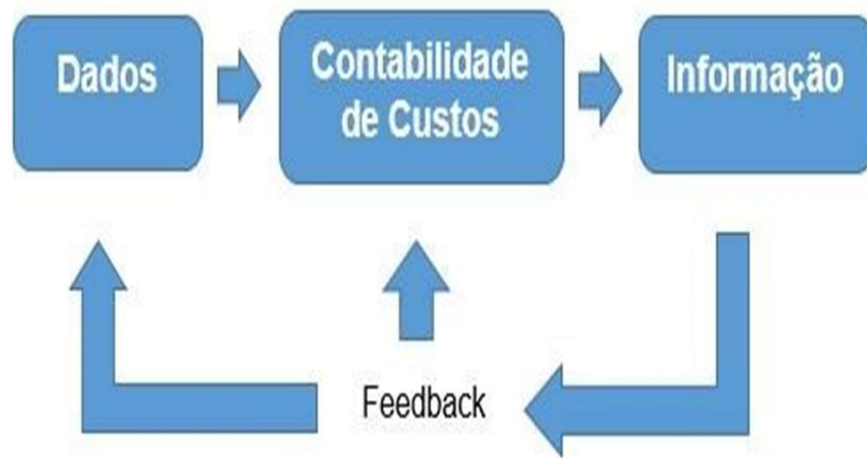 Dados
Contabilidade
de Custos
Informação
Feedback